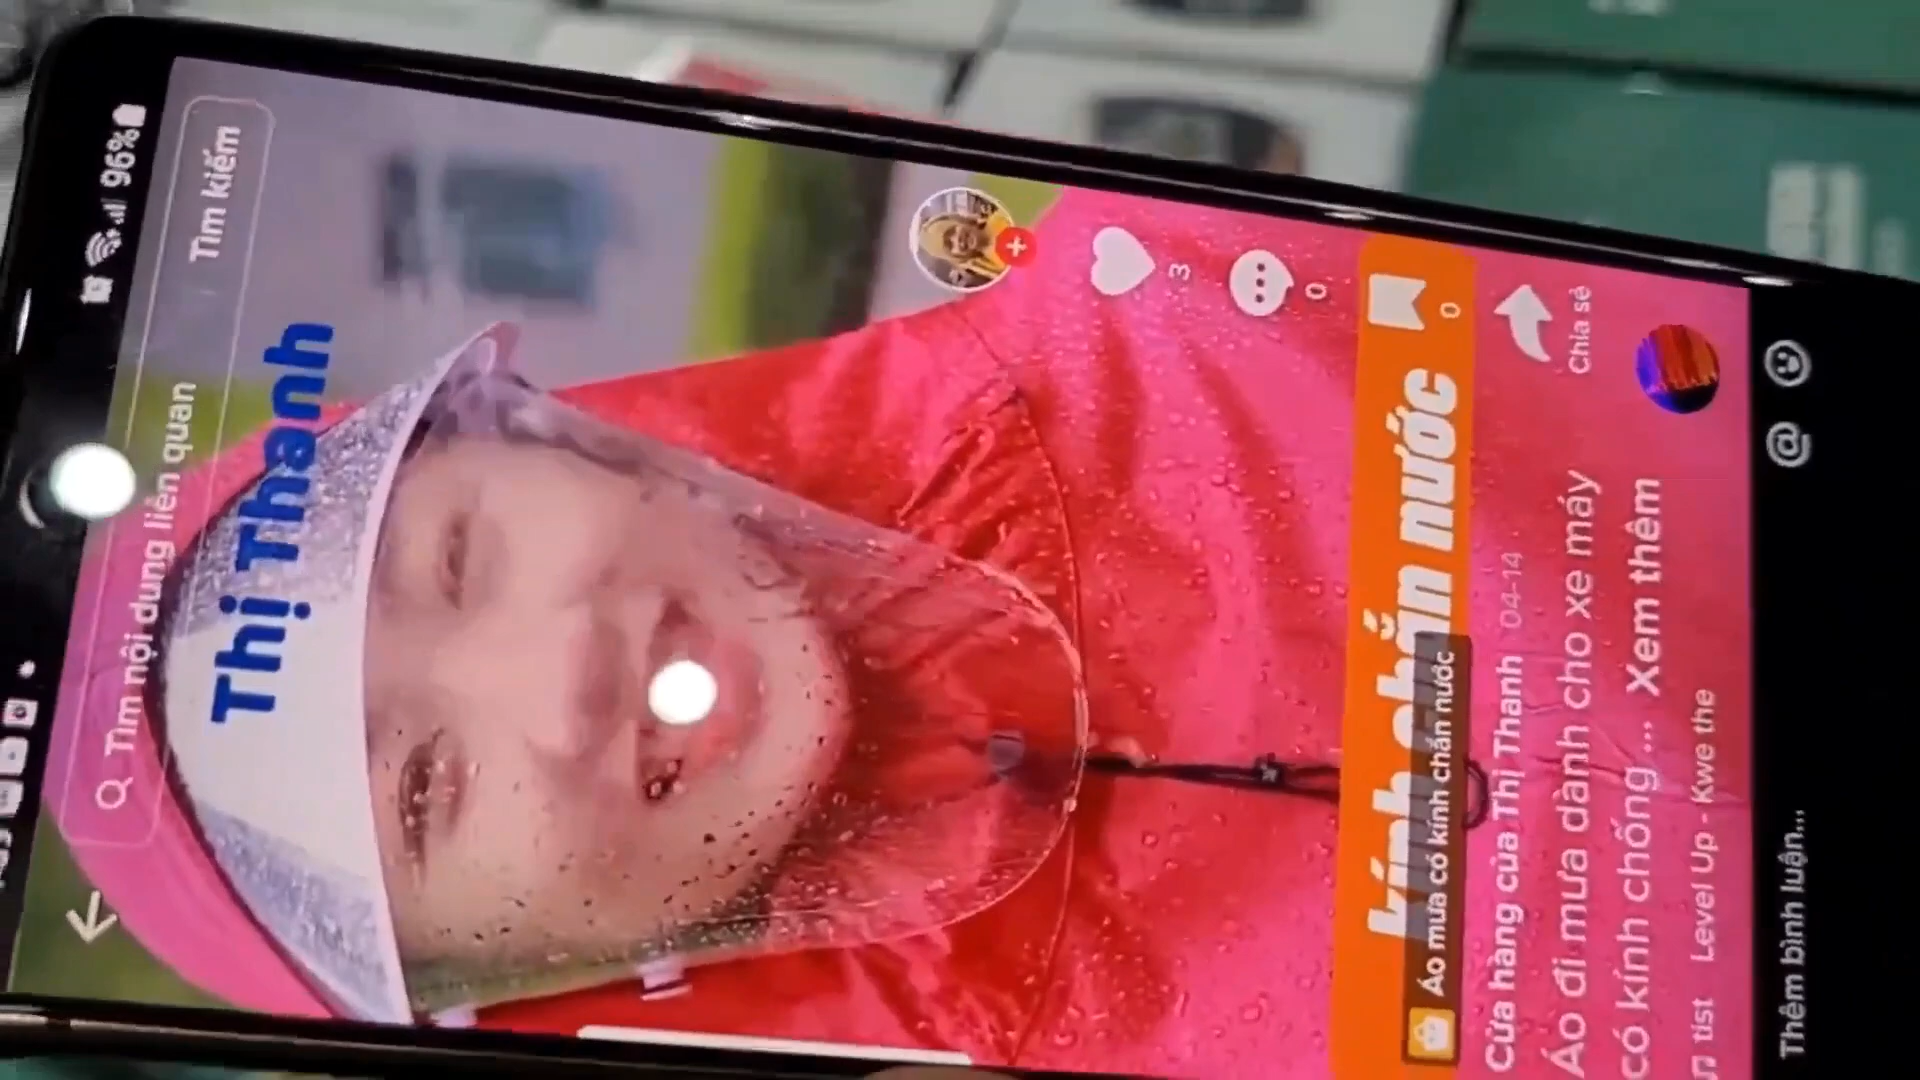 96%
Tìm nội dung liên quan
Tìm kiếm
Thị Thanh
3
0
0
Chia sẻ
kính chắn nước
Áo mưa có kính chắn nước
Cửa hàng của Thị Thanh 04-14
Áo đi mưa dành cho xe máy
có kính chống ... Xem thêm
tist Level Up - Kwe the
Thêm bình luận...
@